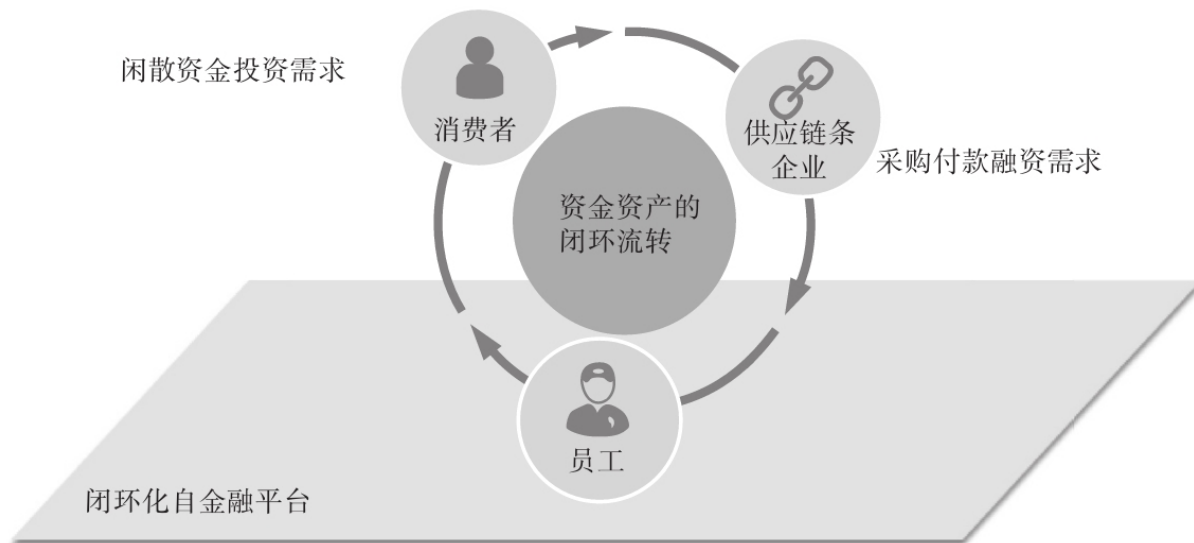 闲散资金投资需求
消费者
供应链条
企业
采购付款融资需求
资金资产的
闭环流转
员工
闭环化自金融平台